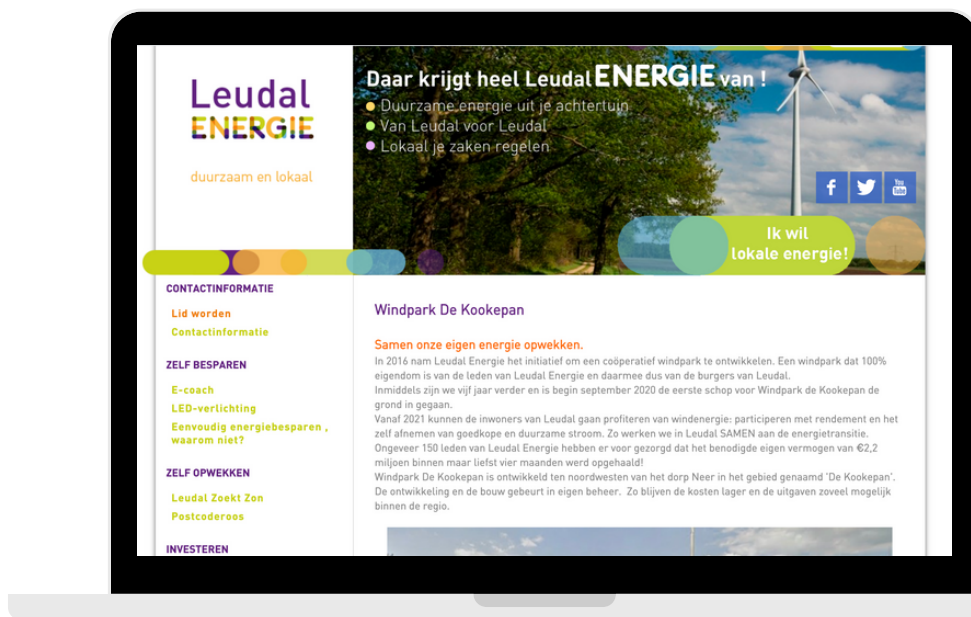 Leudal
ENERGIE
duurzaam en lokaal
Daar krijgt heel Leudal ENERGIE van !
Duurzame energie uit je achtertuin
Van Leudal voor Leudal
Lokaal je zaken regelen
f
You
Tube
Ik wil
lokale energie!
CONTACTINFORMATIE
Lid worden
Contactinformatie
ZELF BESPAREN
E-coach
LED-verlichting
Eenvoudig energiebesparen ,
waarom niet?
ZELF OPWEKKEN
Leudal Zoekt Zon
Postcoderoos
INVESTEREN
Windpark De Kookepan
Samen onze eigen energie opwekken.
In 2016 nam Leudal Energie het initiatief om een coöperatief windpark te ontwikkelen. Een windpark dat 100%
eigendom is van de leden van Leudal Energie en daarmee dus van de burgers van Leudal.
Inmiddels zijn we vijf jaar verder en is begin september 2020 de eerste schop voor Windpark de Kookepan de
grond in gegaan.
Vanaf 2021 kunnen de inwoners van Leudal gaan profiteren van windenergie: participeren met rendement en het
zelf afnemen van goedkope en duurzame stroom. Zo werken we in Leudal SAMEN aan de energietransitie.
Ongeveer 150 leden van Leudal Energie hebben er voor gezorgd dat het benodigde eigen vermogen van €2,2
miljoen binnen maar liefst vier maanden werd opgehaald!
Windpark De Kookepan is ontwikkeld ten noordwesten van het dorp Neer in het gebied genaamd 'De Kookepan'.
De ontwikkeling en de bouw gebeurt in eigen beheer. Zo blijven de kosten lager en de uitgaven zoveel mogelijk
binnen de regio.